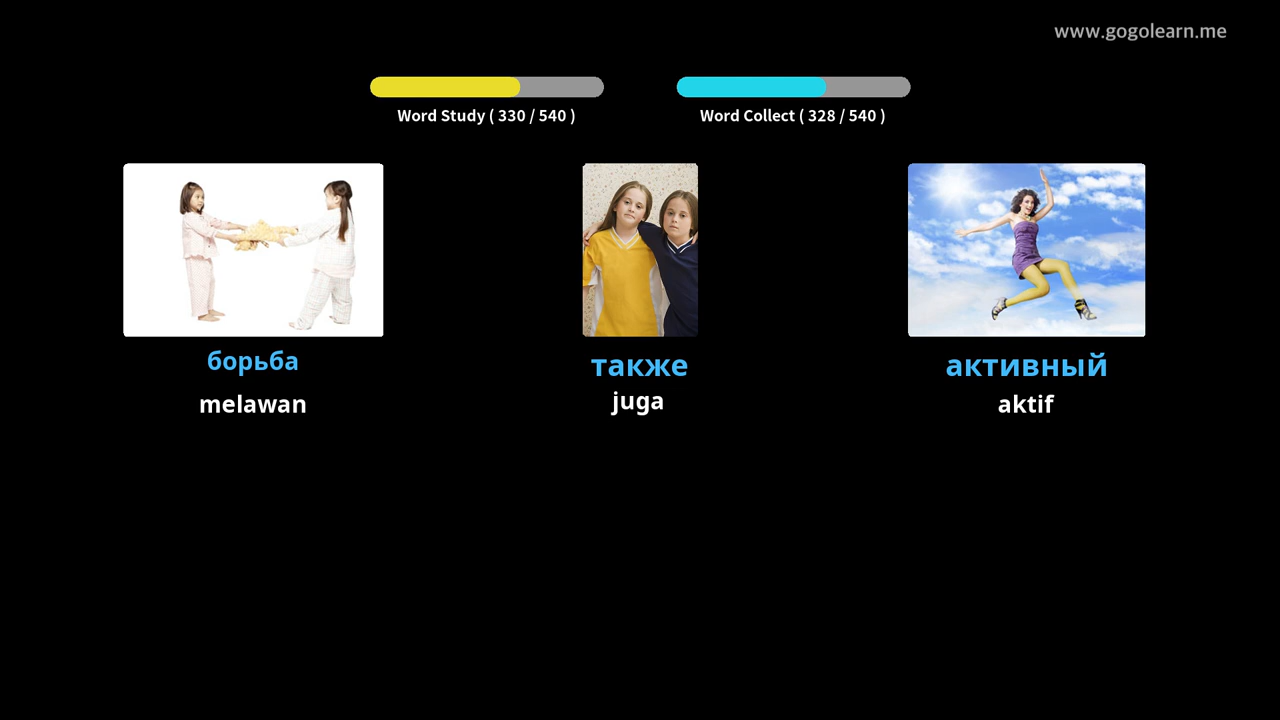 www.gogolearn.me
Word Study ( 330 / 540 )
Word Collect ( 328 / 540 )
борьба
также
активный
melawan
juga
aktif